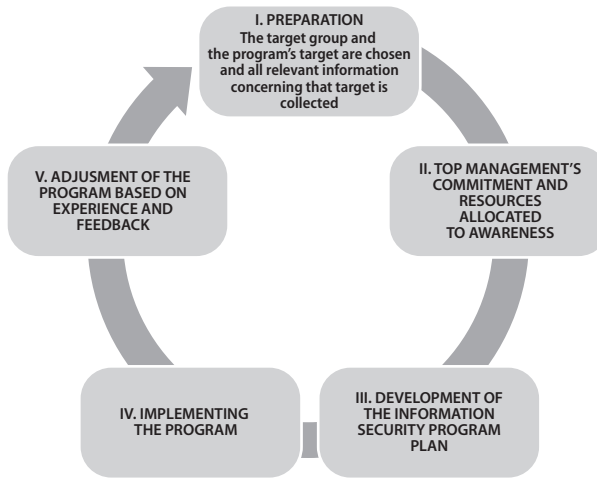 I. PREPARATION
The target group and
the program's target are chosen
and all relevant information
concerning that target is
collected
II. TOP MANAGEMENT'S
COMMITMENT AND
RESOURCES
ALLOCATED
TO AWARENESS
III. DEVELOPMENT OF
THE INFORMATION
SECURITY PROGRAM
PLAN
IV. IMPLEMENTING
THE PROGRAM
V. ADJUSMENT OF THE
PROGRAM BASED ON
EXPERIENCE AND
FEEDBACK